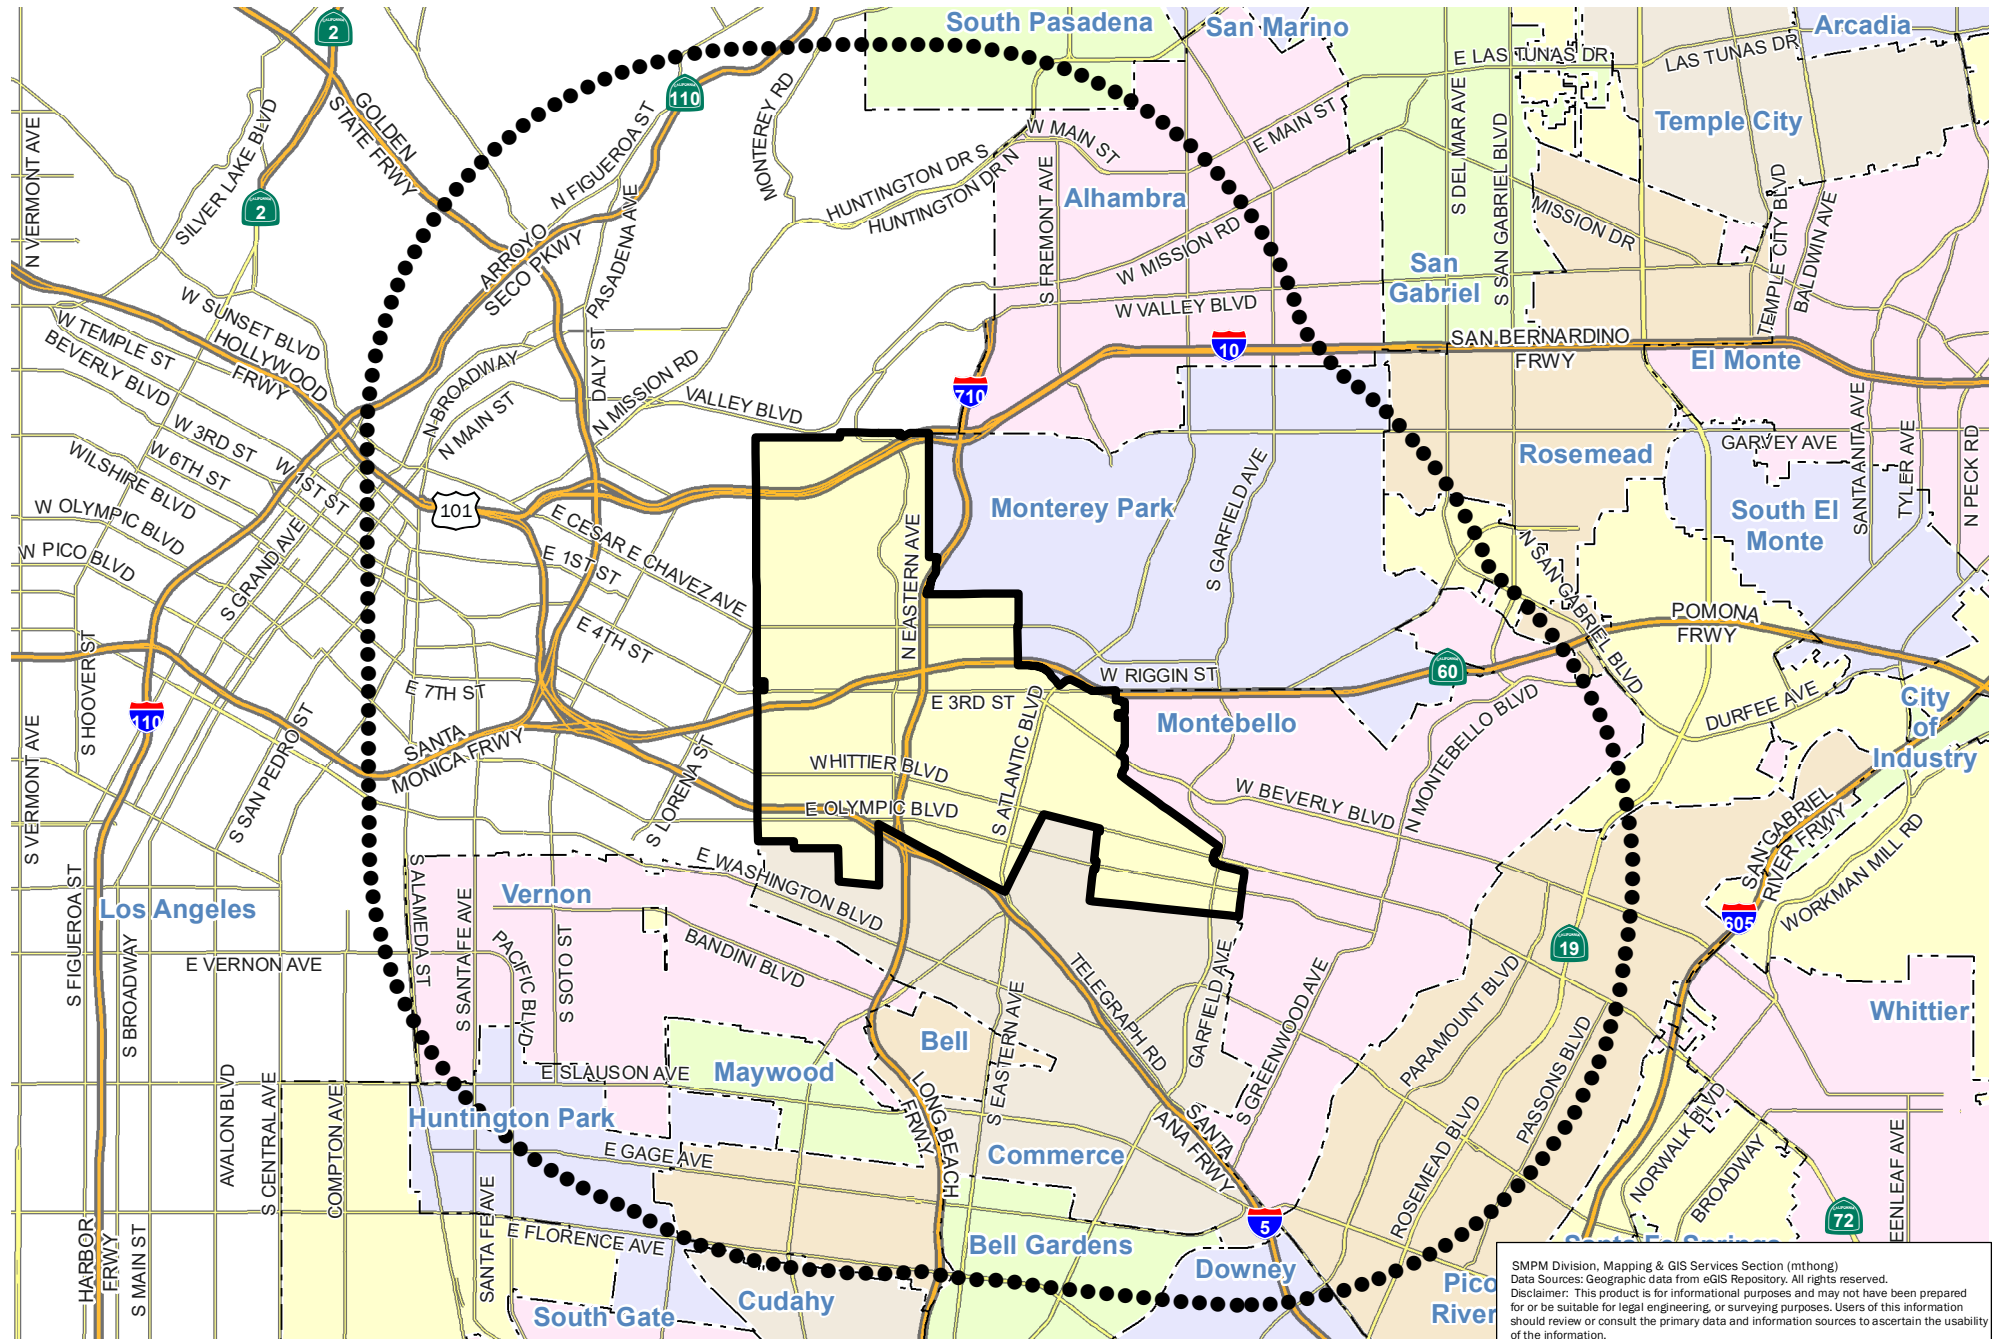 South Pasadena
San Marino
Arcadia
2
E LAS TUNAS DR
LAS TUNAS DR
GOLDEN
STATE FRWY
110
MONTEREY RD
Temple City
SILVER LAKE BLVD
N FIGUEROA ST
W MAIN ST
E MAIN ST
S DEL MAR AVE
S SAN GABRIEL BLVD
N VERMONT AVE
2
HUNTINGTON DR S
HUNTINGTON DR N
S FREMONT AVE
Alhambra
MISSION DR
TEMPLE CITY BLVD
BALDWIN AVE
ARROYO
SECO PKWY
PASADENA AVE
W MISSION RD
San
Gabriel
W VALLEY BLVD
W SUNSET BLVD
W TEMPLE ST
BEVERLY BLVD
HOLLYWOOD
FRWY
DALY ST
N BROADWAY
N MAIN ST
N MISSION RD
VALLEY BLVD
710
10
SAN BERNARDINO
FRWY
El Monte
W 3RD ST
W 6TH ST
W 1ST ST
WILSHIRE BLVD
W OLYMPIC BLVD
W PICO BLVD
GARVEY AVE
SANTA ANITA AVE
TYLER AVE
N PECK RD
Rosemead
Monterey Park
S GARFIELD AVE
South El
Monte
101
E CESAR E CHAVEZ AVE
E 1ST ST
E 4TH ST
N EASTERN AVE
S GRAND AVE
N SAN GABRIEL BLVD
POMONA
FRWY
S HOOVER ST
E 7TH ST
W RIGGIN ST
60
E 3RD ST
110
S VERMONT AVE
S SAN PEDRO ST
SANTA
MONICA FRWY
S LORENA ST
WHITTIER BLVD
E OLYMPIC BLVD
S ATLANTIC BLVD
Montebello
N MONTEBELLO BLVD
W BEVERLY BLVD
DURFEE AVE
City
of
Industry
SAN GABRIEL
RIVER FRWY
WORKMAN MILL RD
605
S ALAMEDA ST
E WASHINGTON BLVD
Vernon
Los Angeles
S FIGUEROA ST
S BROADWAY
E VERNON AVE
S SANTA FE AVE
PACIFIC BLVD
S SOTO ST
BANDINI BLVD
TELEGRAPH RD
GARFIELD AVE
S GREENWOOD AVE
19
PARAMOUNT BLVD
PASSONS BLVD
Whittier
Bell
S EASTERN AVE
Maywood
E SLAUSON AVE
Huntington Park
AVALON BLVD
S CENTRAL AVE
COMPTON AVE
E GAGE AVE
LONG BEACH
FRWY
Commerce
SANTA
ANA FRWY
ROSEMEAD BLVD
NORWALK BLVD
BROADWAY
EENLEAF AVE
72
HARBOR
FRWY
S MAIN ST
SANTA FE AVE
E FLORENCE AVE
Bell Gardens
5
Downey
Santa Fe Springs
Cudahy
South Gate
Pico
River
SMPM Division, Mapping & GIS Services Section (mthong)
Data Sources: Geographic data from eGIS Repository. All rights reserved.
Disclaimer: This product is for informational purposes and may not have been prepared
for or be suitable for legal engineering, or surveying purposes. Users of this information
should review or consult the primary data and information sources to ascertain the usability
of the information.